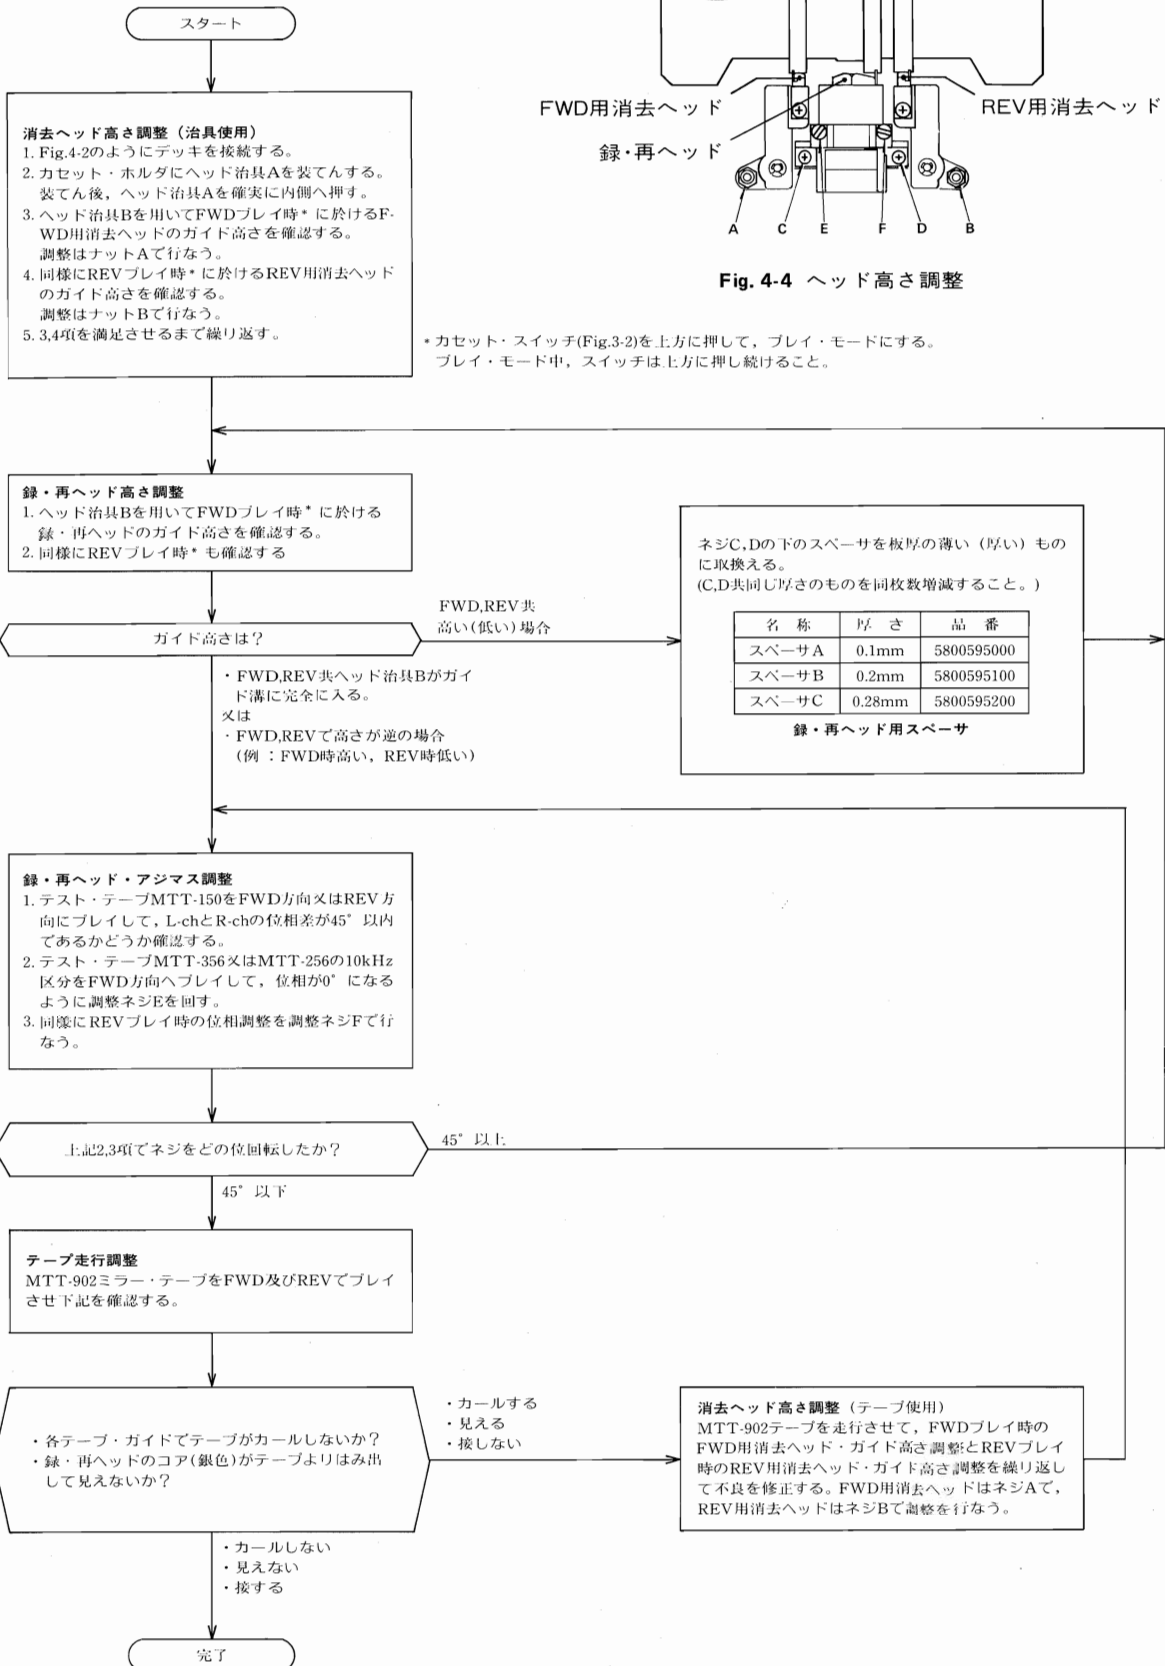 スタート
消去ヘッド高さ調整（治具使用）
1. Fig.4-2のようにデッキを接続する。
2. カセット・ホルダにヘッド治具Aを装てんする。
装てん後，ヘッド治具Aを確実に内側へ押す。
3. ヘッド治具Bを用いてFWDプレイ時* に於けるF-
WD用消去ヘッドのガイド高さを確認する。
調整はナットAで行なう。
4. 同様にREVプレイ時* に於けるREV用消去ヘッド
のガイド高さを確認する。
調整はナットBで行なう。
5. 3,4項を満足させるまで繰り返す。
FWD用消去ヘッド
REV用消去ヘッド
録・再ヘッド
A C E F D B
Fig. 4-4 ヘッド高さ調整
* カセット・スイッチ(Fig.3-2)を上方に押して，プレイ・モードにする。
プレイ・モード中，スイッチは上方に押し続けること。
録・再ヘッド高さ調整
1. ヘッド治具Bを用いてFWDプレイ時* に於ける
録・再ヘッドのガイド高さを確認する。
2. 同様にREVプレイ時* も確認する
ガイド高さは？
FWD,REV共
高い(低い)場合
ネジC,Dの下のスペーサを板厚の薄い（厚い）もの
に取換える。
(C,D共同じ厚さのものを同枚数増減すること。)
名 称 厚 さ 品 番
スペーサA 0.1mm 5800595000
スペーサB 0.2mm 5800595100
スペーサC 0.28mm 5800595200
録・再ヘッド用スペーサ
・FWD,REV共ヘッド治具Bがガイ
ド溝に完全に入る。
又は
・FWD,REVで高さが逆の場合
(例 ：FWD時高い，REV時低い)
録・再ヘッド・アジマス調整
1. テスト・テープMTT-150をFWD方向又はREV方
向にプレイして，L-chとR-chの位相差が45° 以内
であるかどうか確認する。
2. テスト・テープMTT-356又はMTT-256の10kHz
区分をFWD方向へプレイして，位相が0° になる
ように調整ネジEを回す。
3. 同様にREVプレイ時の位相調整を調整ネジFで行
なう。
上記2,3項でネジをどの位回転したか？
45° 以上
45° 以下
テープ走行調整
MTT-902ミラー・テープをFWD及びREVでプレイ
させ下記を確認する。
・各テープ・ガイドでテープがカールしないか？
・録・再ヘッドのコア(銀色)がテープよりはみ出
して見えないか？
・カールする
・見える
・接しない
消去ヘッド高さ調整（テープ使用）
MTT-902テープを走行させて，FWDプレイ時の
FWD用消去ヘッド・ガイド高さ調整とREVプレイ
時のREV用消去ヘッド・ガイド高さ調整を繰り返し
て不良を修正する。FWD用消去ヘッドはネジAで，
REV用消去ヘッドはネジBで調整を行なう。
・カールしない
・見えない
・接する
完了